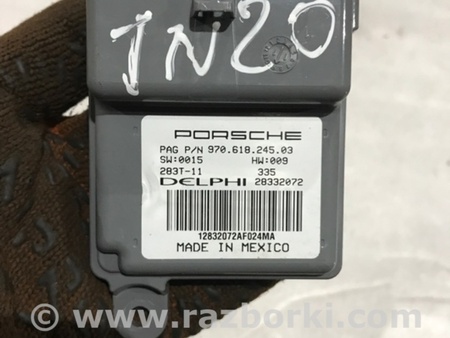 JN20
PORSCHE
PAG P/N 970.618.245.03
SW:0015 HW:009
283T-11 335
DELPHI 28332072
12832072AF024MA
MADE IN MEXICO
© www.razborki.com